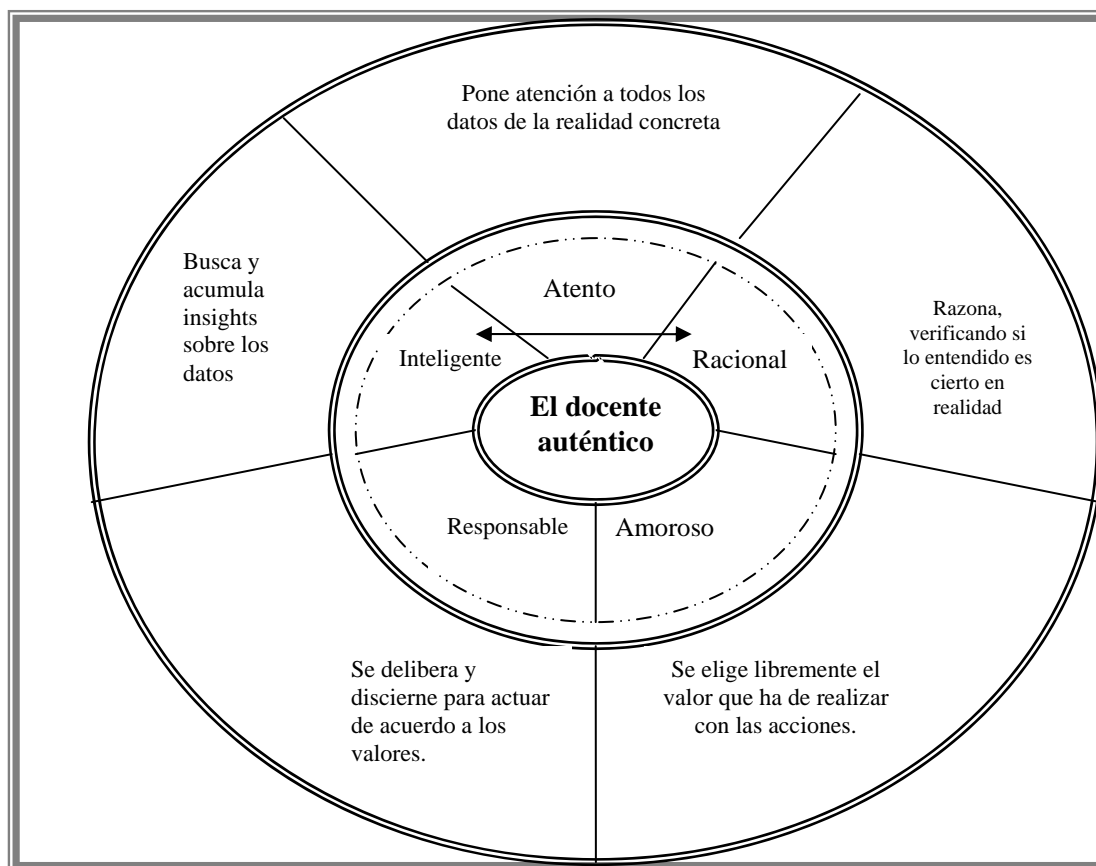 Pone atención a todos los
datos de la realidad concreta
Busca y
acumula
insights
sobre los
datos
Atento
Inteligente
Racional
Razona,
verificando si
lo entendido es
cierto en
realidad
El docente
auténtico
Responsable
Amoroso
Se delibera y
discierne para actuar
de acuerdo a los
valores.
Se elige libremente el
valor que ha de realizar
con las acciones.